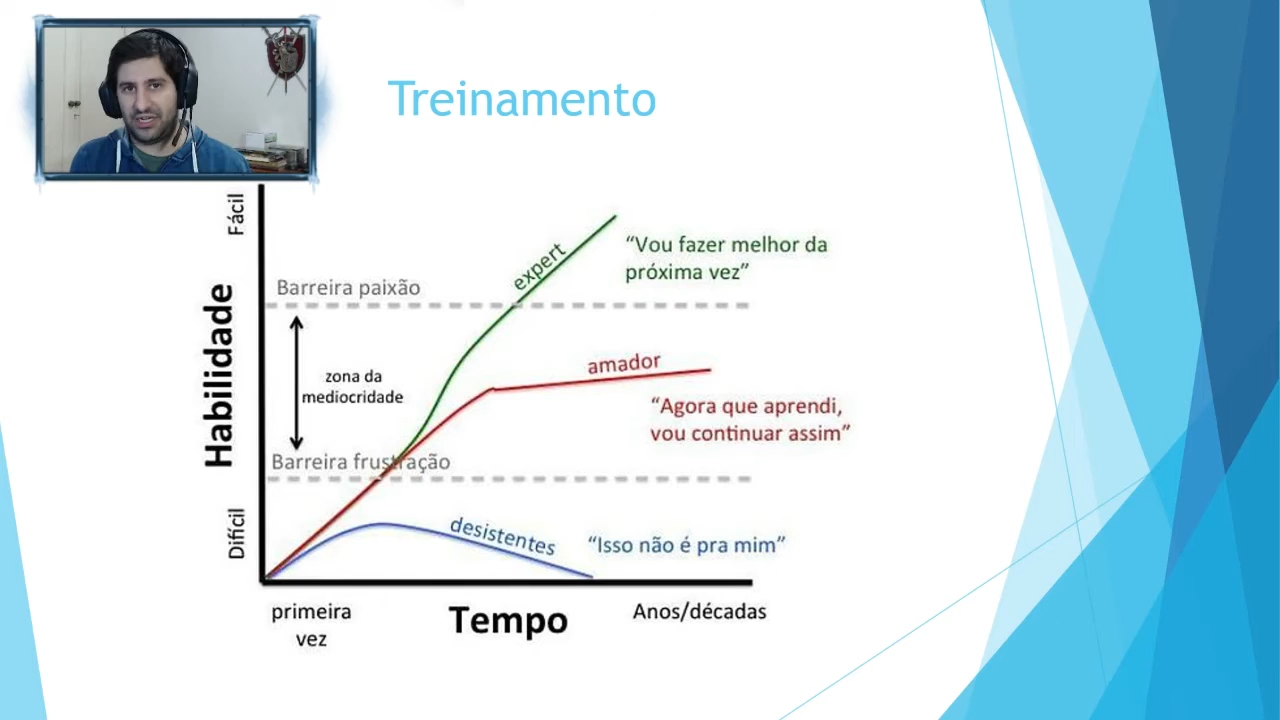 Treinamento
Fácil
Habilidade
Difícil
Barreira paixão
zona da
mediocridade
Barreira frustração
expert
“Vou fazer melhor da
próxima vez”
amador
“Agora que aprendi,
vou continuar assim”
desistentes
“Isso não é pra mim”
primeira
vez
Tempo
Anos/décadas